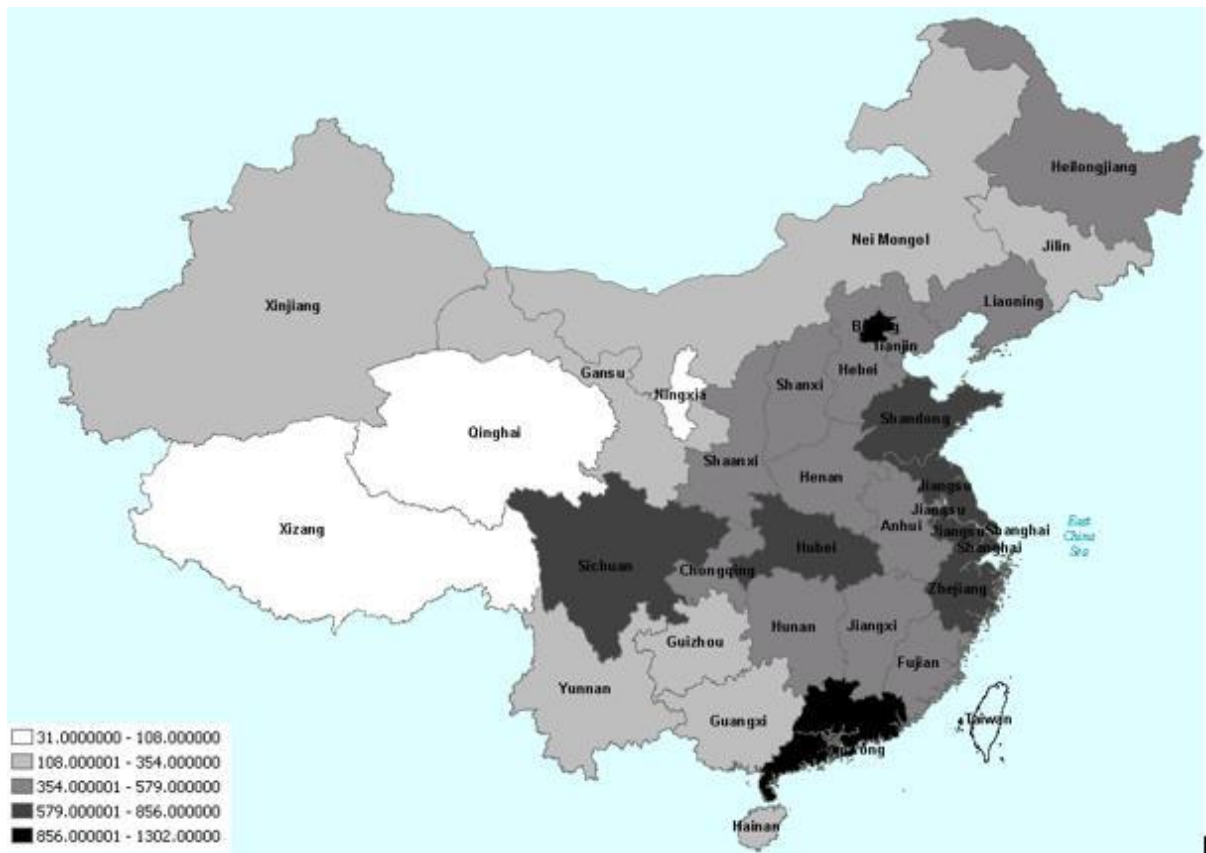 Heilongjiang
Nei Mongol
Jilin
Xinjiang
Liaoning
Tianjin
Gansu
Shanxi
Hebei
Ningxia
Shandong
Qinghai
Shaanxi
Henan
Jiangsu
Jiangsu
Anhui
Xizang
Jiangsu
Shanghai
East
China
Sea
Shanghai
Hubei
Sichuan
Chongqing
Zhejiang
Hunan
Jiangxi
Guizhou
Fujian
Yunnan
Guangxi
Taiwan
Hainan
31.0000000 - 108.000000
108.000001 - 354.000000
354.000001 - 579.000000
579.000001 - 856.000000
856.000001 - 1302.00000